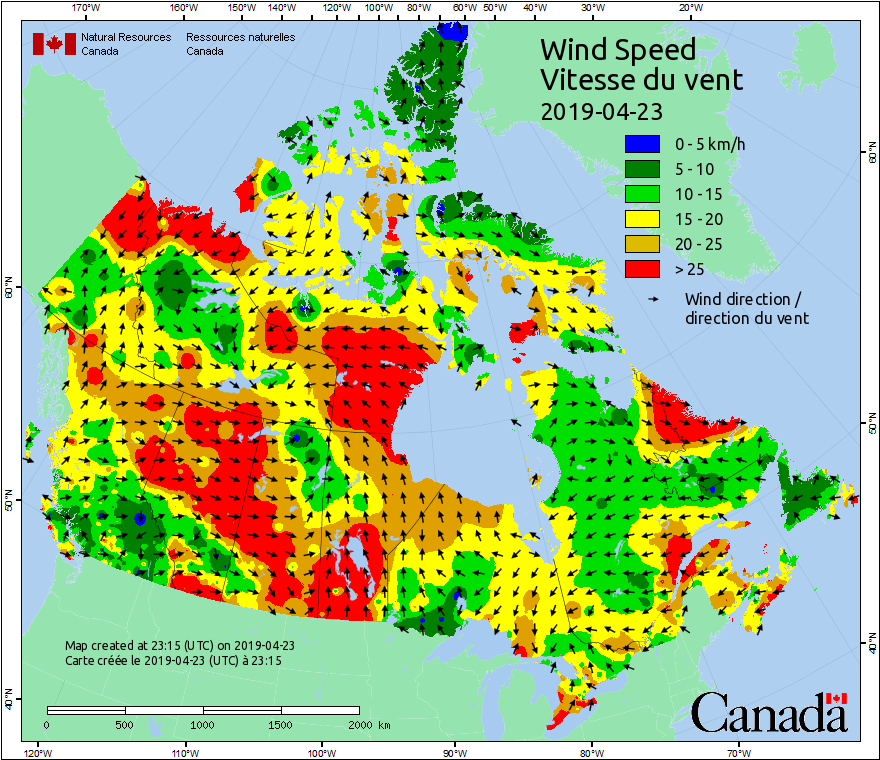 170°W 160°W 150°W 140°W 130°W 120°W 110°W 100°W 90°W 80°W 70°W 60°W 50°W 40°W 30°W 20°W
Natural Resources Ressources naturelles
Canada Canada
Wind Speed
Vitesse du vent
2019-04-23
0 - 5 km/h
5 - 10
10 - 15
15 - 20
20 - 25
> 25
Wind direction /
direction du vent
60°N
50°N
40°N
60°N
50°N
40°N
Map created at 23:15 (UTC) on 2019-04-23
Carte créée le 2019-04-23 (UTC) à 23:15
0 500 1000 1500 2000 km
Canada
120°W 110°W 100°W 90°W 80°W 70°W